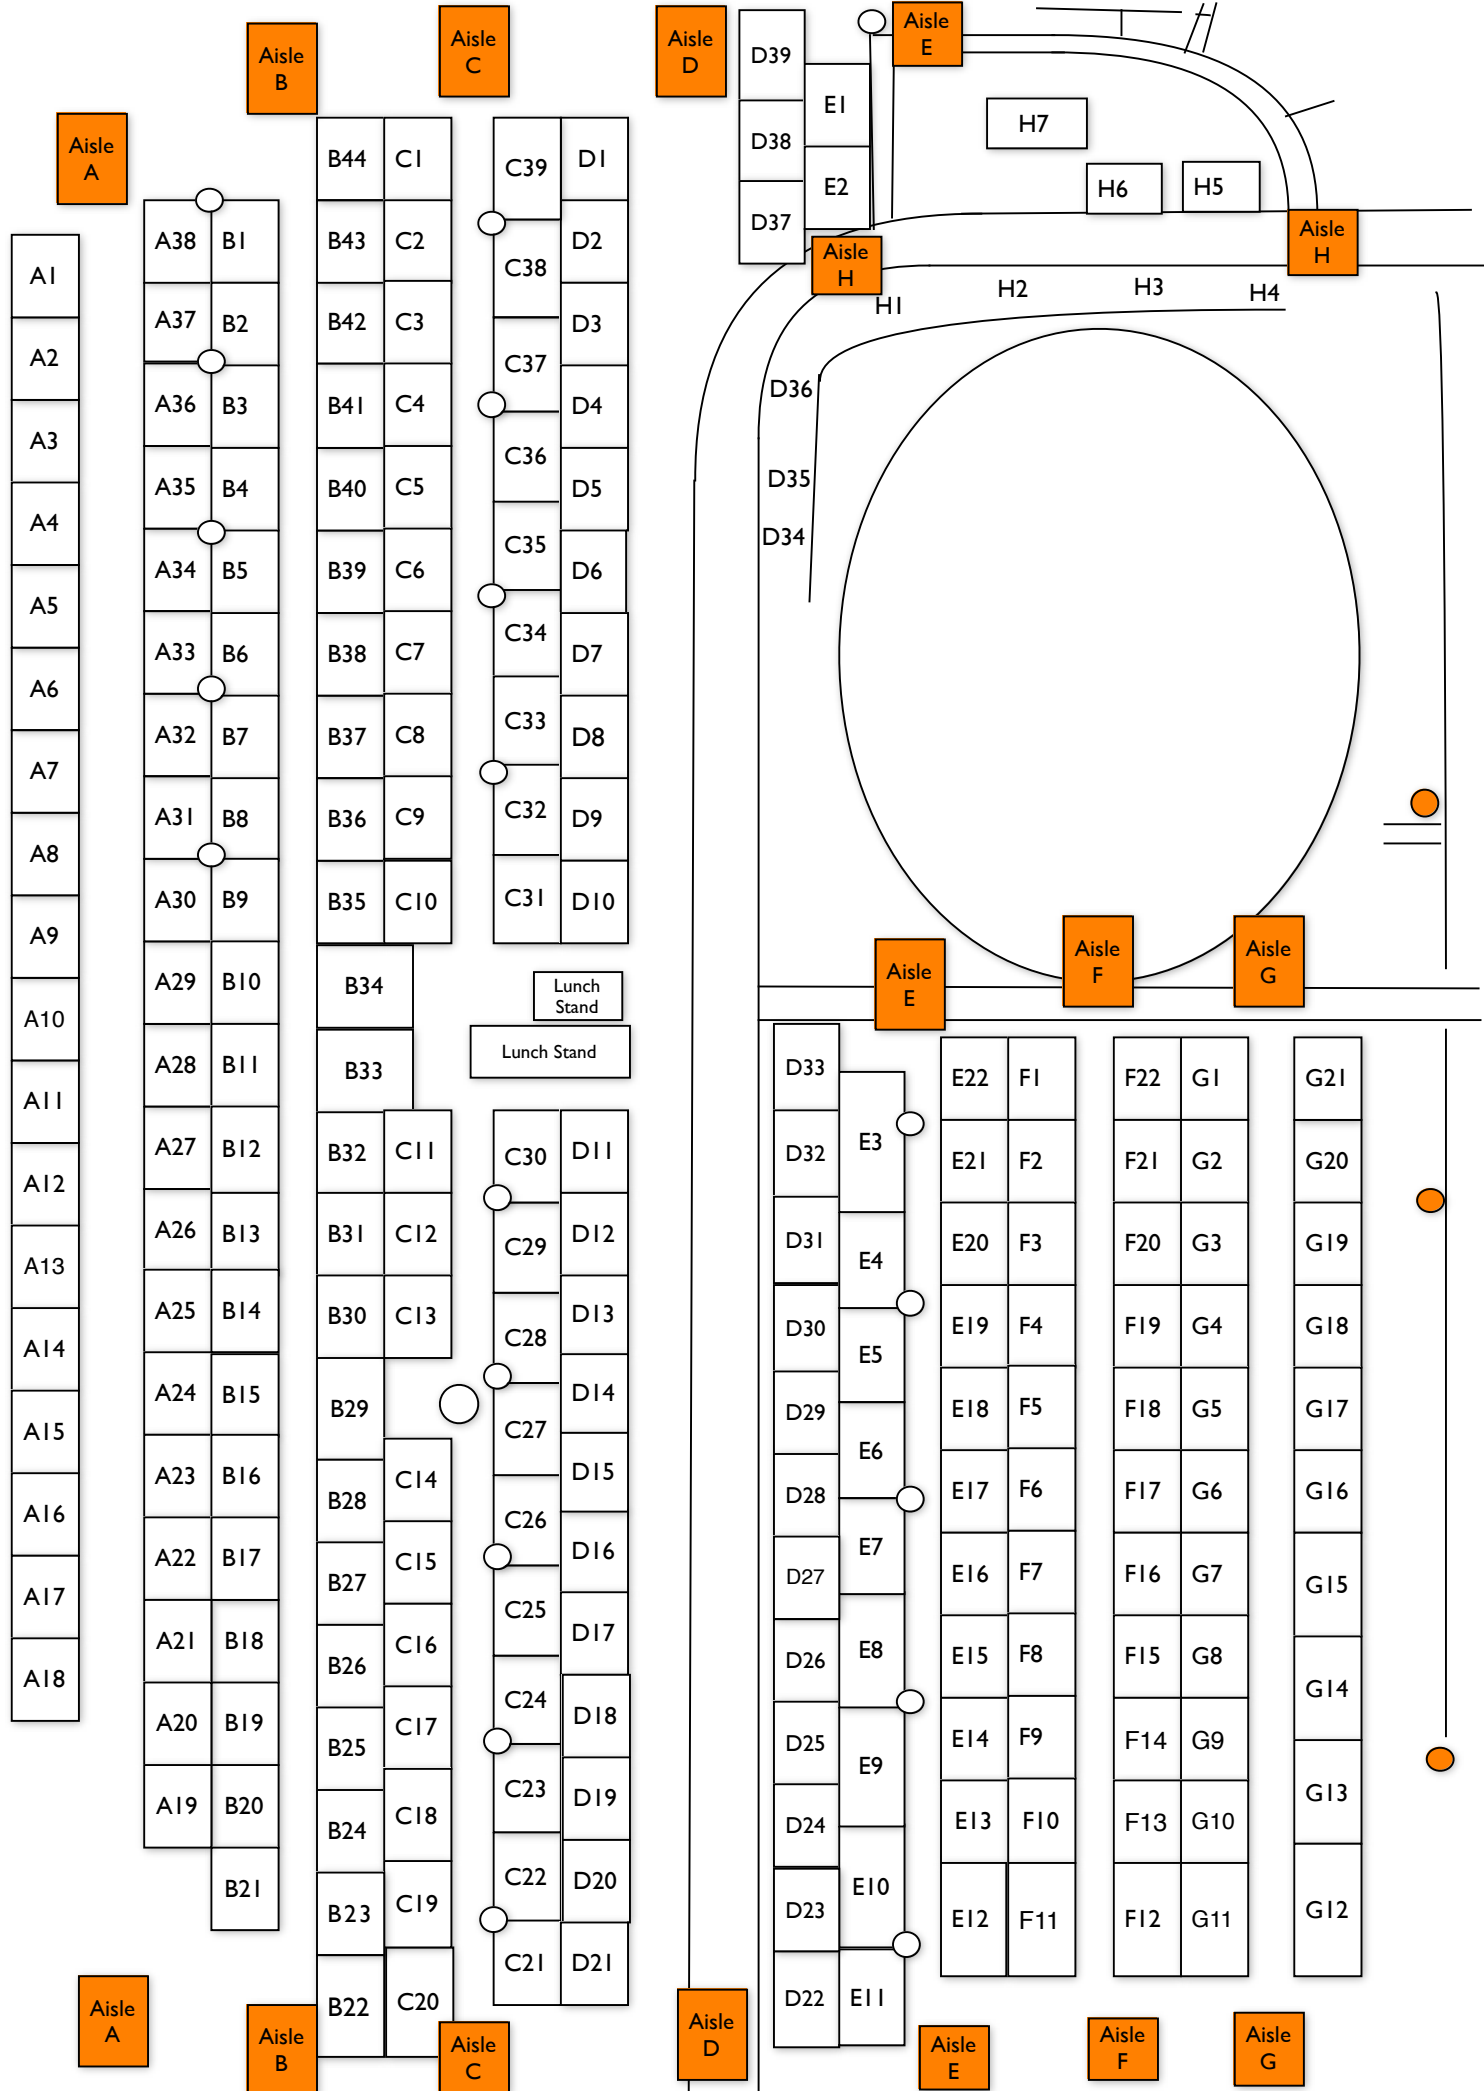 Aisle
A
Aisle
B
Aisle
C
Aisle
D
Aisle
E
Aisle
H
Aisle
H
A1
A2
A3
A4
A5
A6
A7
A8
A9
A10
A11
A12
A13
A14
A15
A16
A17
A18
A38
A37
A36
A35
A34
A33
A32
A31
A30
A29
A28
A27
A26
A25
A24
A23
A22
A21
A20
A19
B1
B2
B3
B4
B5
B6
B7
B8
B9
B10
B11
B12
B13
B14
B15
B16
B17
B18
B19
B20
B21
B44
B43
B42
B41
B40
B39
B38
B37
B36
B35
B34
B33
B32
B31
B30
B29
B28
B27
B26
B25
B24
B23
B22
C1
C2
C3
C4
C5
C6
C7
C8
C9
C10
C11
C12
C13
C14
C15
C16
C17
C18
C19
C20
C39
C38
C37
C36
C35
C34
C33
C32
C31
Lunch
Stand
Lunch Stand
C30
C29
C28
C27
C26
C25
C24
C23
C22
C21
D1
D2
D3
D4
D5
D6
D7
D8
D9
D10
D11
D12
D13
D14
D15
D16
D17
D18
D19
D20
D21
D39
D38
D37
E1
E2
H7
H6
H5
H1
H2
H3
H4
D36
D35
D34
Aisle
E
Aisle
F
Aisle
G
D33
D32
D31
D30
D29
D28
D27
D26
D25
D24
D23
D22
E3
E4
E5
E6
E7
E8
E9
E10
E11
E22
E21
E20
E19
E18
E17
E16
E15
E14
E13
E12
F1
F2
F3
F4
F5
F6
F7
F8
F9
F10
F11
F22
F21
F20
F19
F18
F17
F16
F15
F14
F13
F12
G1
G2
G3
G4
G5
G6
G7
G8
G9
G10
G11
G21
G20
G19
G18
G17
G16
G15
G14
G13
G12
Aisle
A
Aisle
B
Aisle
C
Aisle
D
Aisle
E
Aisle
F
Aisle
G